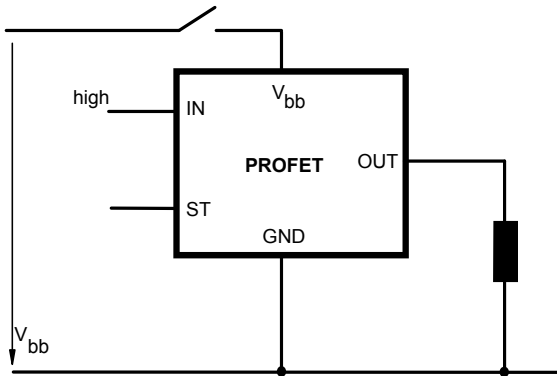 high
IN
V bb
PROFET
OUT
ST
GND
V bb